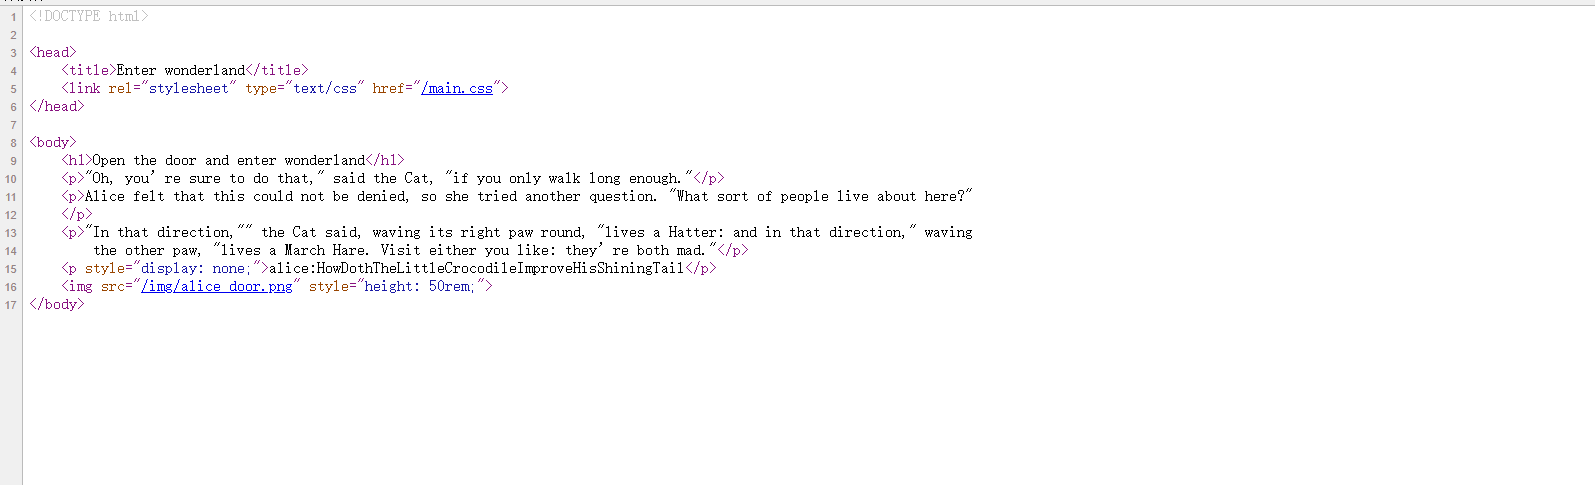 1 <!DOCTYPE html>
2
3 <head>
4     <title>Enter wonderland</title>
5     <link rel="stylesheet" type="text/css" href="/main.css">
6 </head>
7
8 <body>
9     <h1>Open the door and enter wonderland</h1>
10     <p>"Oh, you’re sure to do that," said the Cat, "if you only walk long enough."</p>
11     <p>Alice felt that this could not be denied, so she tried another question. "What sort of people live about here?"
12     </p>
13     <p>"In that direction,"" the Cat said, waving its right paw round, "lives a Hatter: and in that direction," waving
14         the other paw, "lives a March Hare. Visit either you like: they’re both mad."</p>
15     <p style="display: none;">alice:HowDothTheLittleCrocodileImproveHisShiningTail</p>
16     <img src="/img/alice_door.png" style="height: 50rem;">
17 </body>